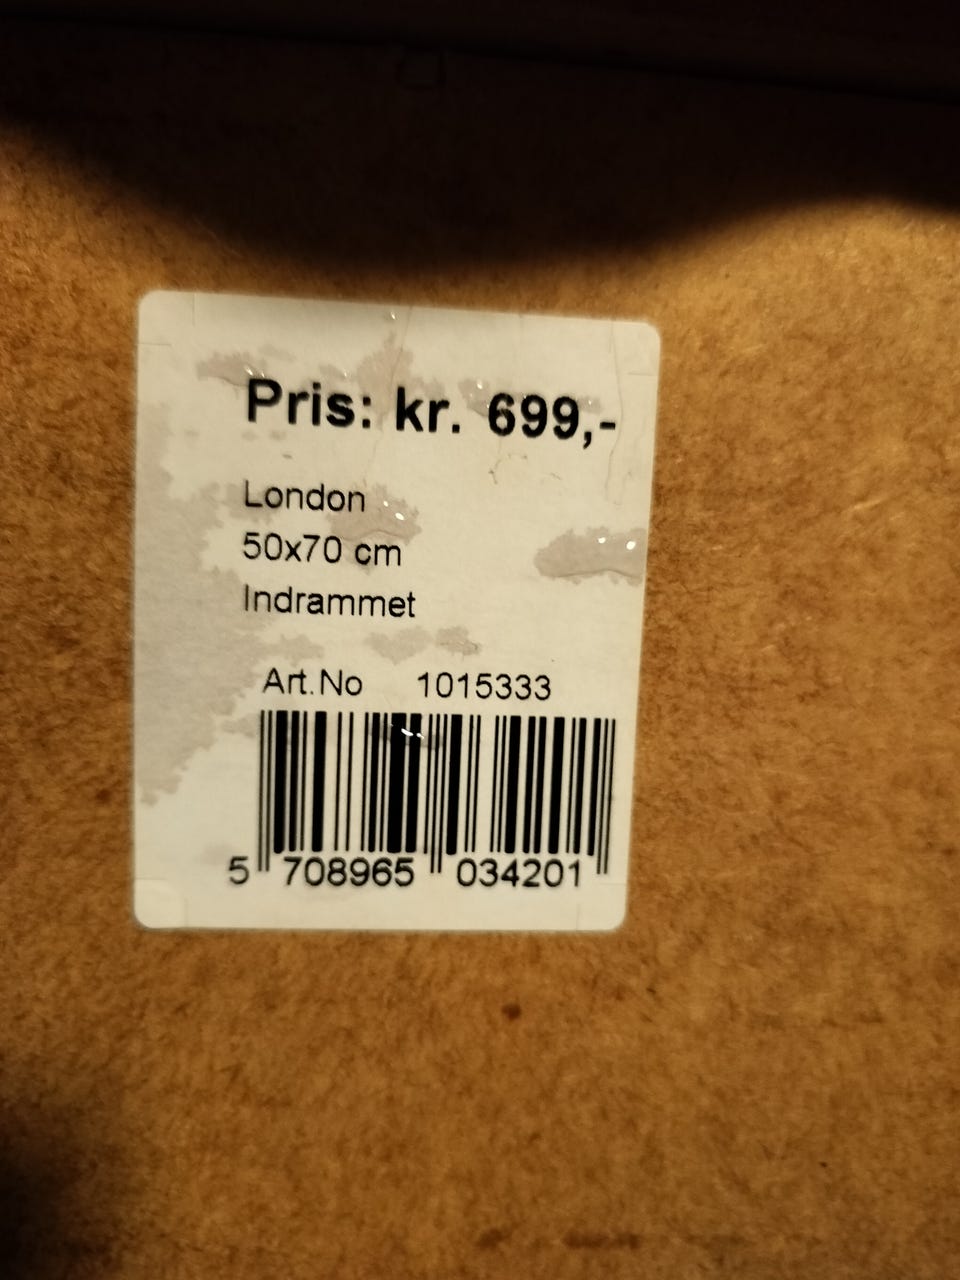 Pris: kr. 699,-
London
50x70 cm
Indrammet
Art.No 1015333
5 708965 034201